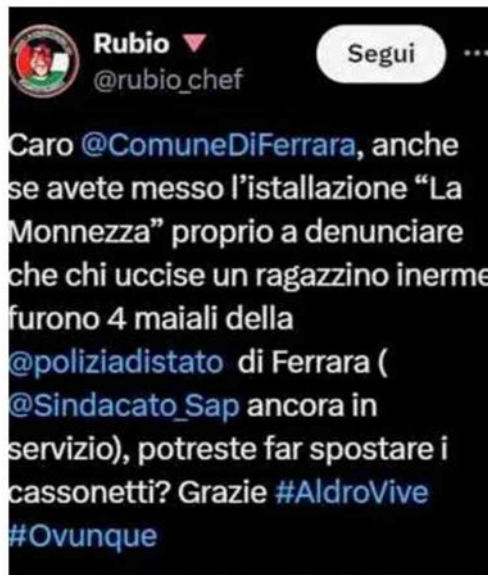 Rubio
@rubio_chef
Segui
Caro @ComuneDiFerrara, anche
se avete messo l'istallazione “La
Monnezza” proprio a denunciare
che chi uccise un ragazzino inerme
furono 4 maiali della
@poliziadistato di Ferrara (
@Sindacato_Sap ancora in
servizio), potreste far spostare i
cassonetti? Grazie #AldroVive
#Ovunque